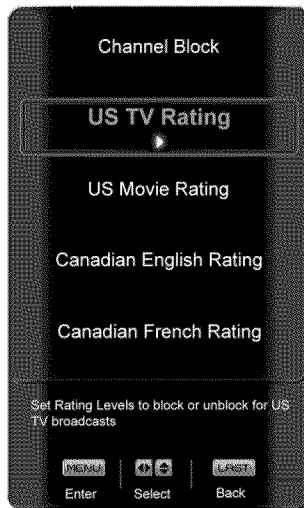 Channel Block
US TV Rating
US Movie Rating
Canadian English Rating
Canadian French Rating
Set Rating Levels to block or unblock for US
TV broadcasts
MENU LAST
Enter Select Back